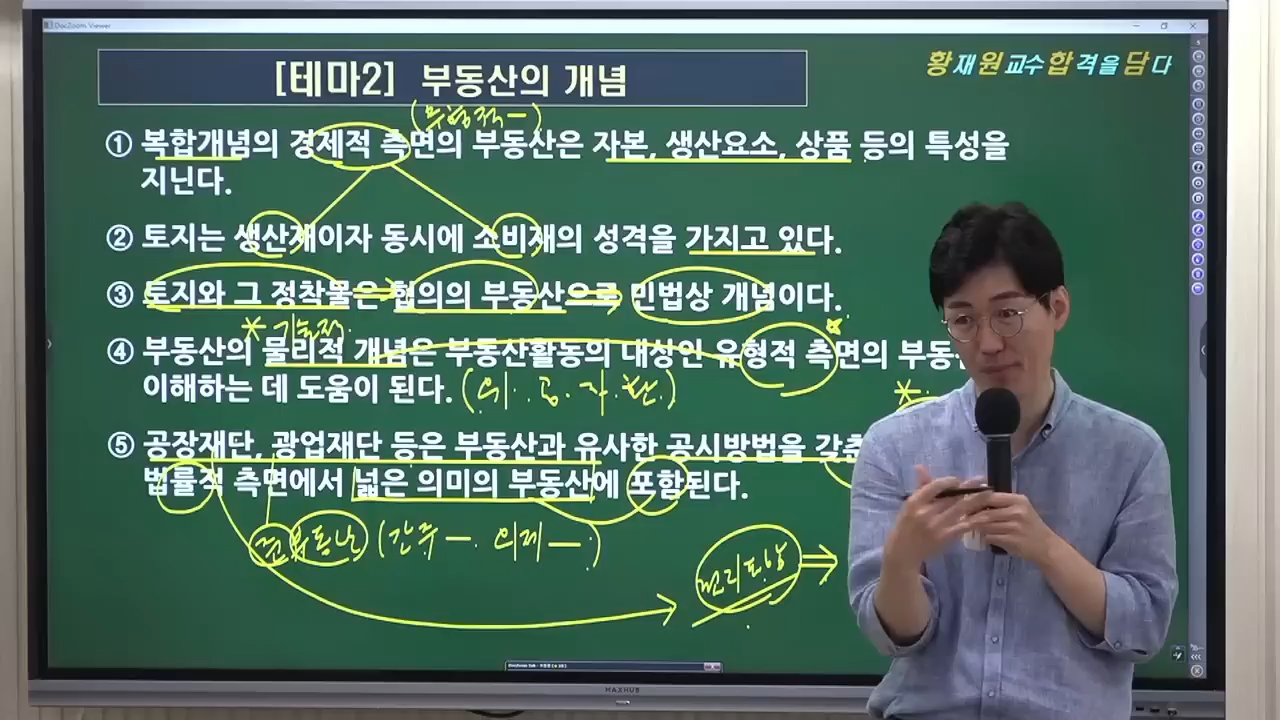 DocZoom Viewer
[테마2] 부동산의 개념
황재원교수합격을담다
① 복합개념의 경제적 측면의 부동산은 자본, 생산요소, 상품 등의 특성을
지닌다.
② 토지는 생산재이자 동시에 소비재의 성격을 가지고 있다.
③ 토지와 그 정착물은 협의의 부동산으로 민법상 개념이다.
④ 부동산의 물리적 개념은 부동산활동의 대상인 유형적 측면의
이해하는 데 도움이 된다.
⑤ 공장재단, 광업재단 등은 부동산과 유사한 공시방법을
법률적 측면에서 넓은 의미의 부동산에 포함된다.
MAXHUB